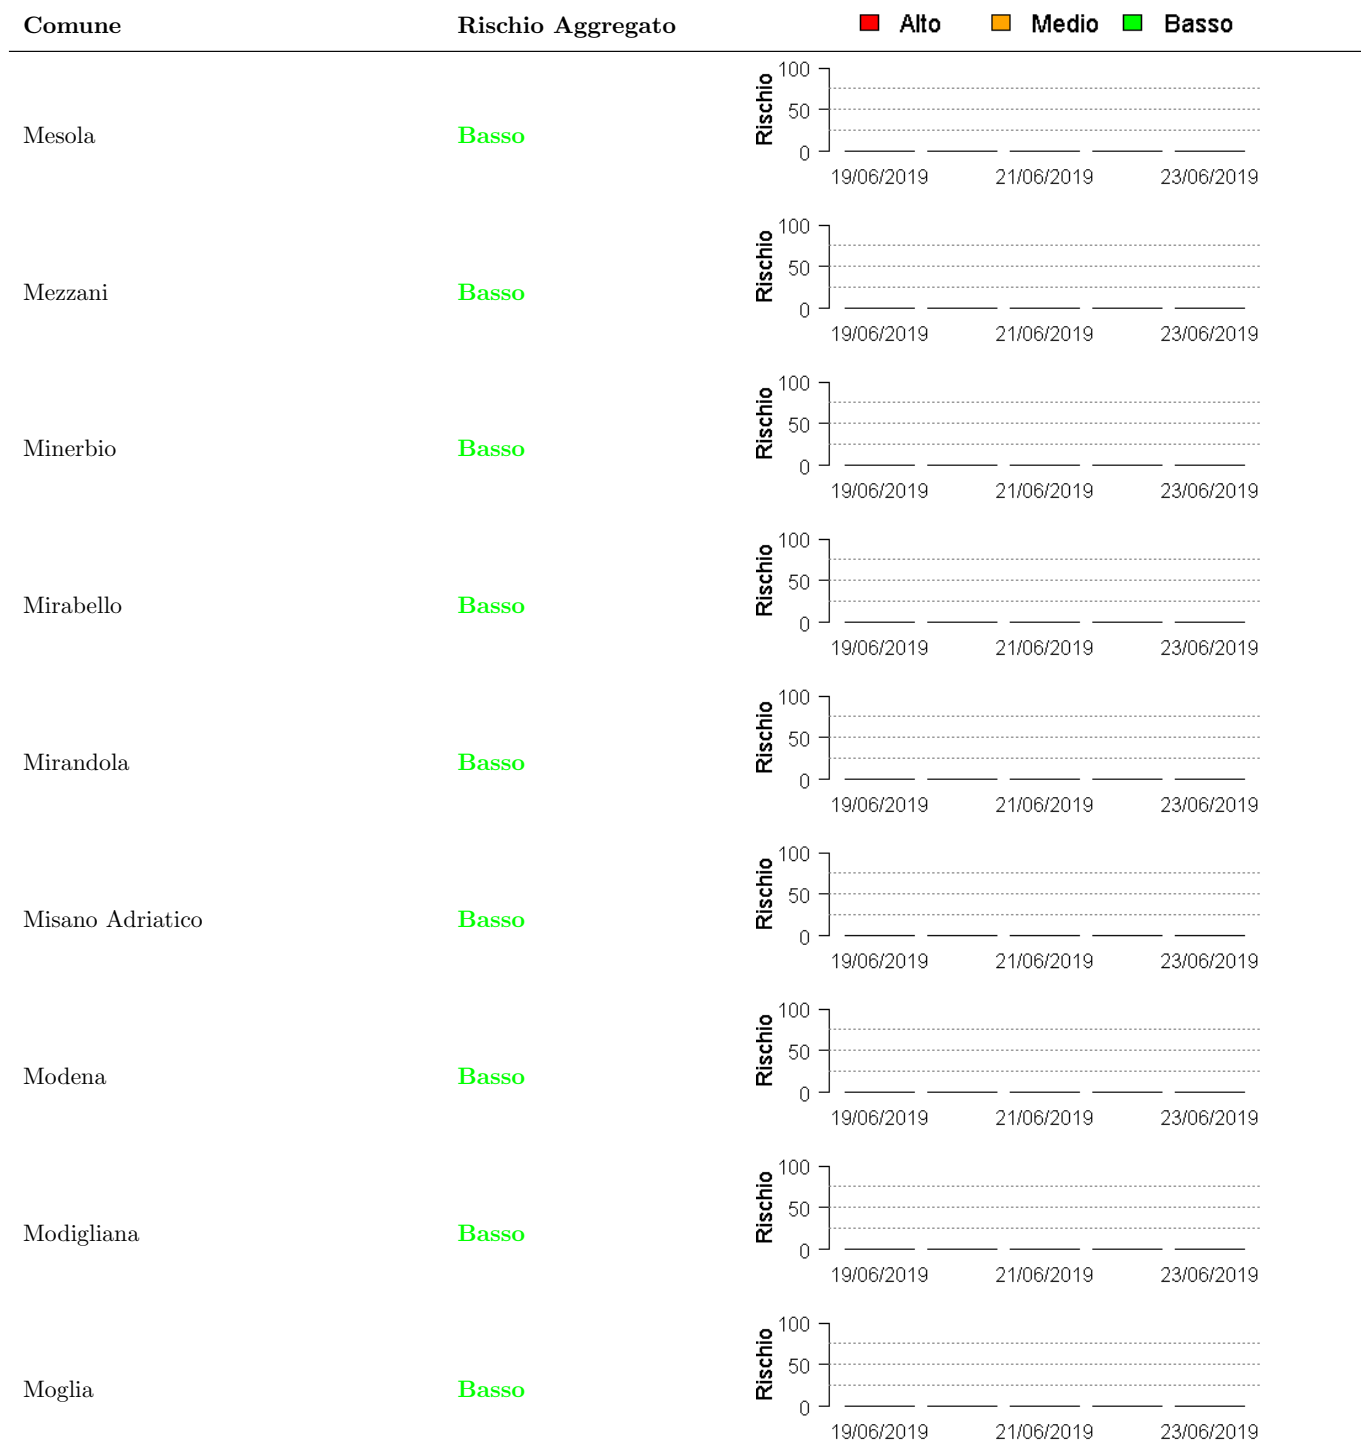 Comune Rischio Aggregato Alto Medio Basso
Mesola Basso Rischio 100 50 0
19/06/2019 21/06/2019 23/06/2019
Mezzani Basso Rischio 100 50 0
19/06/2019 21/06/2019 23/06/2019
Minerbio Basso Rischio 100 50 0
19/06/2019 21/06/2019 23/06/2019
Mirabello Basso Rischio 100 50 0
19/06/2019 21/06/2019 23/06/2019
Mirandola Basso Rischio 100 50 0
19/06/2019 21/06/2019 23/06/2019
Misano Adriatico Basso Rischio 100 50 0
19/06/2019 21/06/2019 23/06/2019
Modena Basso Rischio 100 50 0
19/06/2019 21/06/2019 23/06/2019
Modigliana Basso Rischio 100 50 0
19/06/2019 21/06/2019 23/06/2019
Moglia Basso Rischio 100 50 0
19/06/2019 21/06/2019 23/06/2019